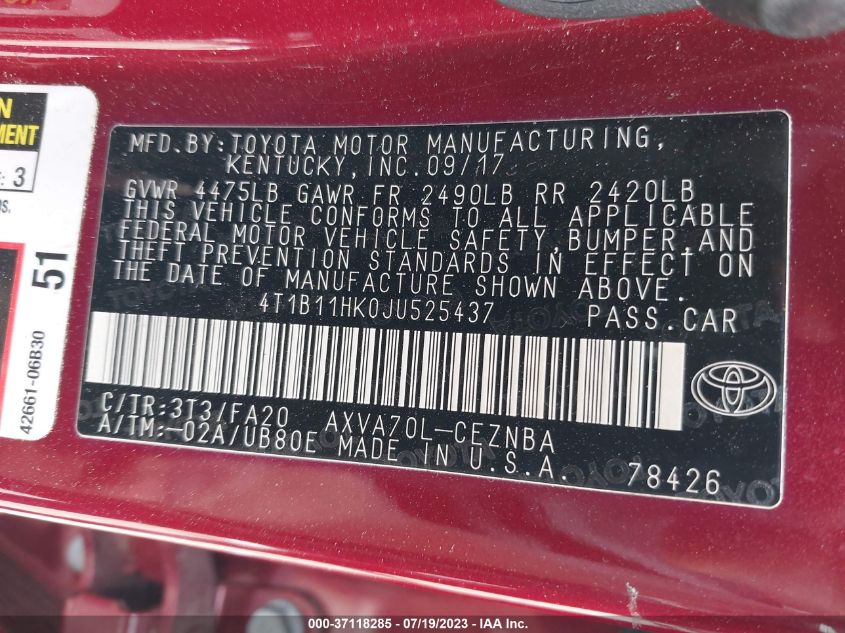 MFD.BY:TOYOTA MOTOR MANUFACTURING,
KENTUCKY,INC.09/17
GVWR 4475LB GAWR FR 2490LB RR 2420LB
THIS VEHICLE CONFORMS TO ALL APPLICABLE
FEDERAL MOTOR VEHICLE SAFETY,BUMPER,AND
THEFT PREVENTION STANDARDS IN EFFECT ON
THE DATE OF MANUFACTURE SHOWN ABOVE.
4T1B11HK0JU525437 PASS.CAR
C/TR:3T3/FA20 AXVA70L-CEZNBA
A/TM:-02A/UB80E MADE IN U.S.A. 78426
51
42661-06B30
: 3
000-37118285 - 07/19/2023 - IAAI.COM